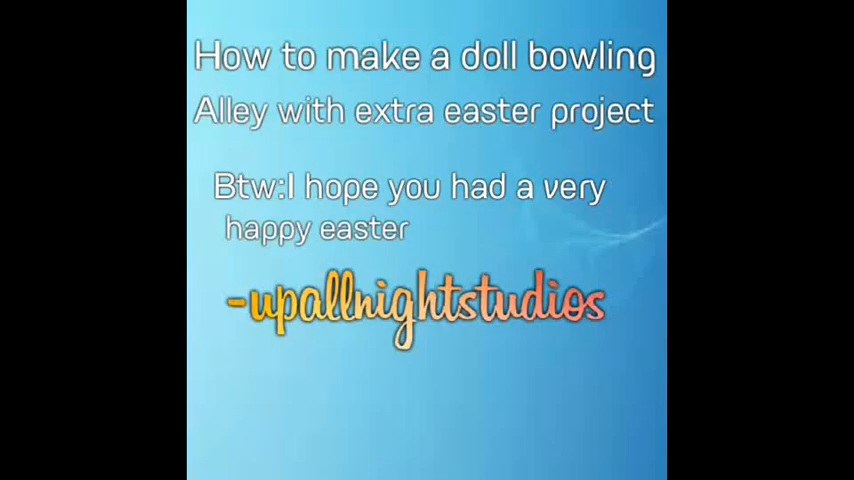 How to make a doll bowling
Alley with extra easter project
Btw:I hope you had a very
happy easter
-upallnightstudios